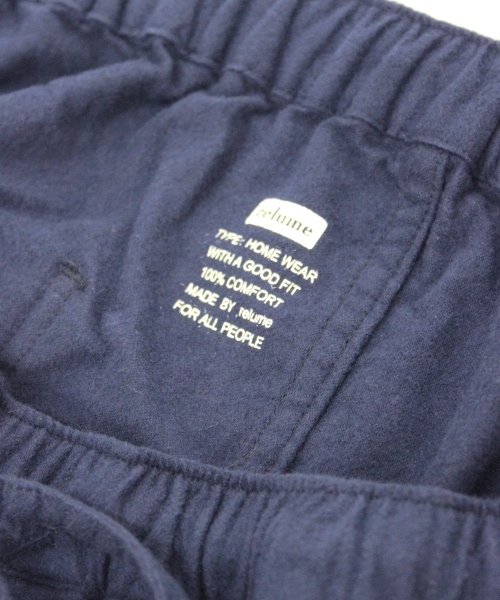 relume
TYPE: HOME WEAR
WITH A GOOD FIT
100% COMFORT
MADE BY relume
FOR ALL PEOPLE